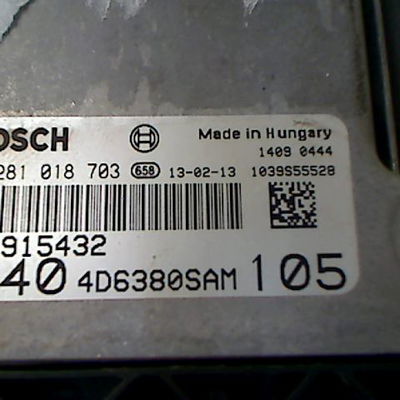 OSCH Made in Hungary
1409 0444
281 018 703 658 13-02-13 1039S55528
915432
40 4D6380SAM 105